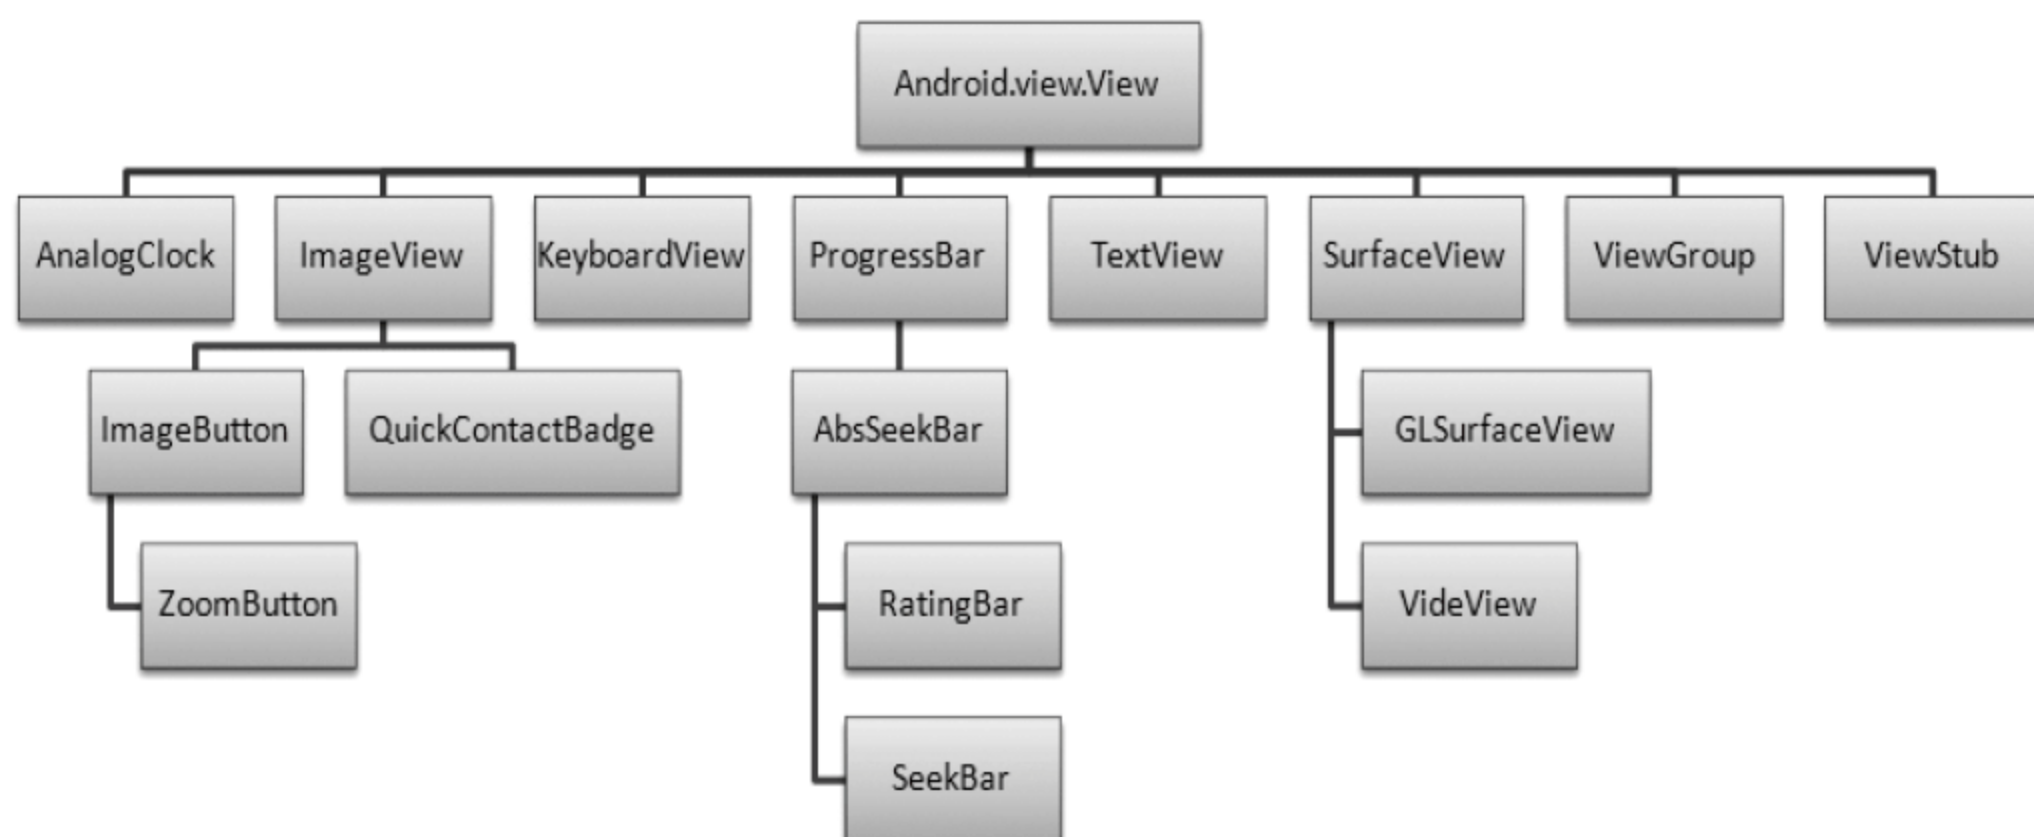 Android.view.View
AnalogClock
ImageView
KeyboardView
ProgressBar
TextView
SurfaceView
ViewGroup
ViewStub
ImageButton
QuickContactBadge
AbsSeekBar
GLSurfaceView
ZoomButton
RatingBar
VideView
SeekBar